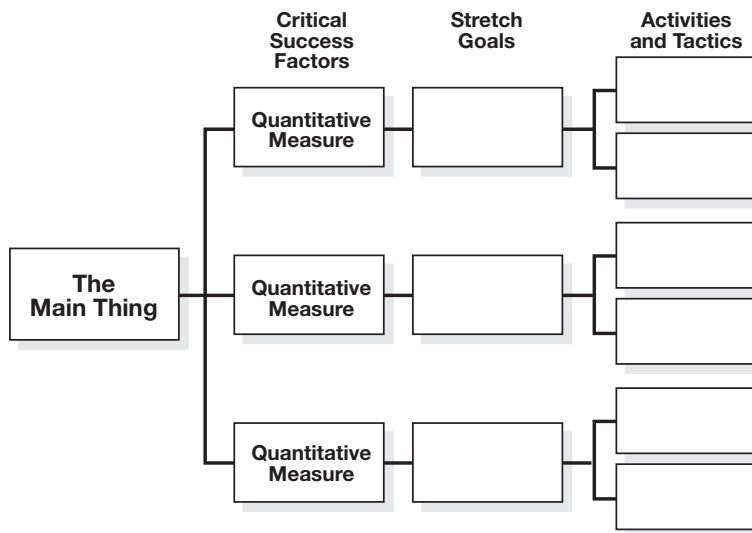 Critical
Success
Factors
Stretch
Goals
Activities
and Tactics
Quantitative
Measure
The
Main Thing
Quantitative
Measure
Quantitative
Measure